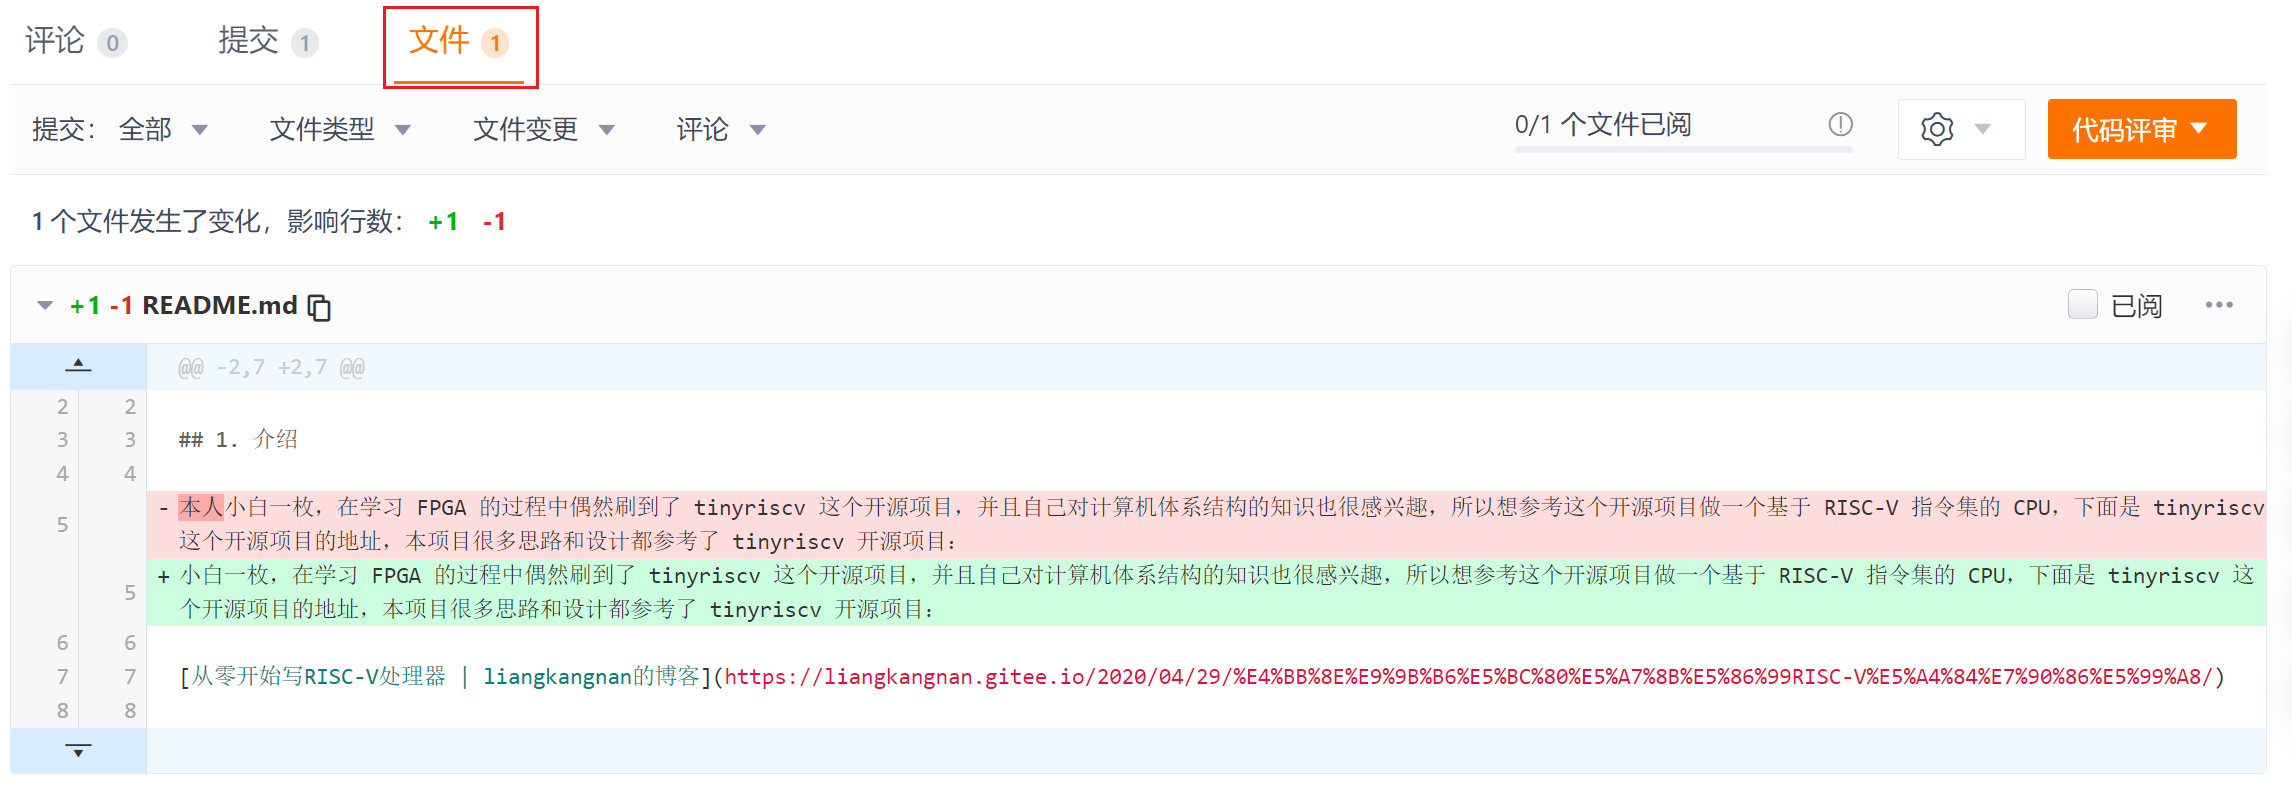 评论 0 提交 1 文件 1
提交： 全部 文件类型 文件变更 评论 0/1 个文件已阅 代码评审
1 个文件发生了变化，影响行数： +1 -1
+1 -1 README.md 已阅
@@ -2,7 +2,7 @@
2 2
3 3 ## 1. 介绍
4 4
5 - 本人小白一枚，在学习 FPGA 的过程中偶然刷到了 tinyriscv 这个开源项目，并且自己对计算机体系结构的知识也很感兴趣，所以想参考这个开源项目做一个基于 RISC-V 指令集的 CPU，下面是 tinyriscv
这个开源项目的地址，本项目很多思路和设计都参考了 tinyriscv 开源项目：
5 + 小白一枚，在学习 FPGA 的过程中偶然刷到了 tinyriscv 这个开源项目，并且自己对计算机体系结构的知识也很感兴趣，所以想参考这个开源项目做一个基于 RISC-V 指令集的 CPU，下面是 tinyriscv 这
个开源项目的地址，本项目很多思路和设计都参考了 tinyriscv 开源项目：
6 6
7 7 [从零开始写RISC-V处理器 | liangkangnan的博客](https://liangkangnan.gitee.io/2020/04/29/%E4%BB%8E%E9%9B%B6%E5%BC%80%E5%A7%8B%E5%86%99RISC-V%E5%A4%84%E7%90%86%E5%99%A8/)
8 8